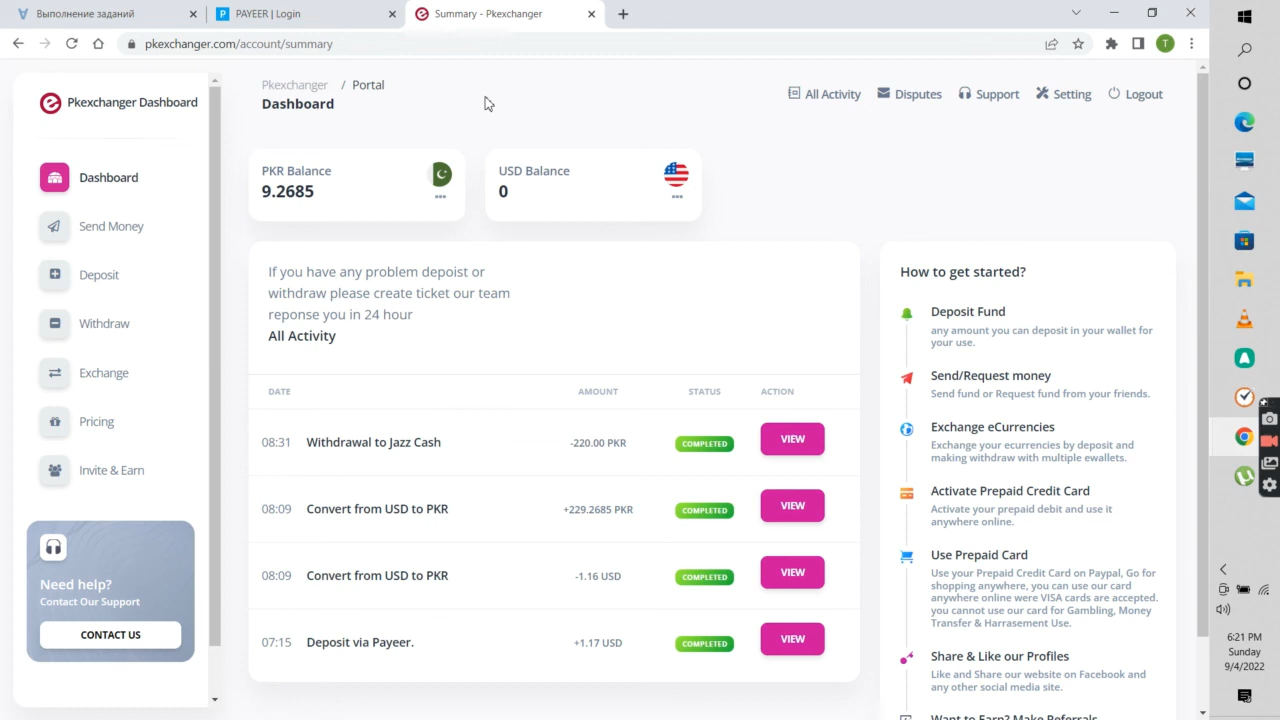 Выполнение заданий
PAYEER | Login
Summary - Pkexchanger
pkexchanger.com/account/summary
T
Pkexchanger Dashboard
Dashboard
Send Money
Deposit
Withdraw
Exchange
Pricing
Invite & Earn
Need help?
Contact Our Support
CONTACT US
Pkexchanger / Portal
Dashboard
All Activity
Disputes
Support
Setting
Logout
PKR Balance
9.2685
USD Balance
0
If you have any problem depoist or
withdraw please create ticket our team
reponse you in 24 hour
All Activity
DATE AMOUNT STATUS ACTION
08:31 Withdrawal to Jazz Cash -220.00 PKR COMPLETED VIEW
08:09 Convert from USD to PKR +229.2685 PKR COMPLETED VIEW
08:09 Convert from USD to PKR -1.16 USD COMPLETED VIEW
07:15 Deposit via Payeer. +1.17 USD COMPLETED VIEW
How to get started?
Deposit Fund
any amount you can deposit in your wallet for
your use.
Send/Request money
Send fund or Request fund from your friends.
Exchange eCurrencies
Exchange your ecurrencies by deposit and
making withdraw with multiple ewallets.
Activate Prepaid Credit Card
Activate your prepaid debit and use it
anywhere online.
Use Prepaid Card
Use your Prepaid Credit Card on Paypal, Go for
shopping anywhere, you can use our card
anywhere online were VISA cards are accepted.
you cannot use our card for Gambling, Money
Transfer & Harrasement Use.
Share & Like our Profiles
Like and Share our website on Facebook and
any other social media site.
Want to Earn? Make Referrals
6:21 PM
Sunday
9/4/2022